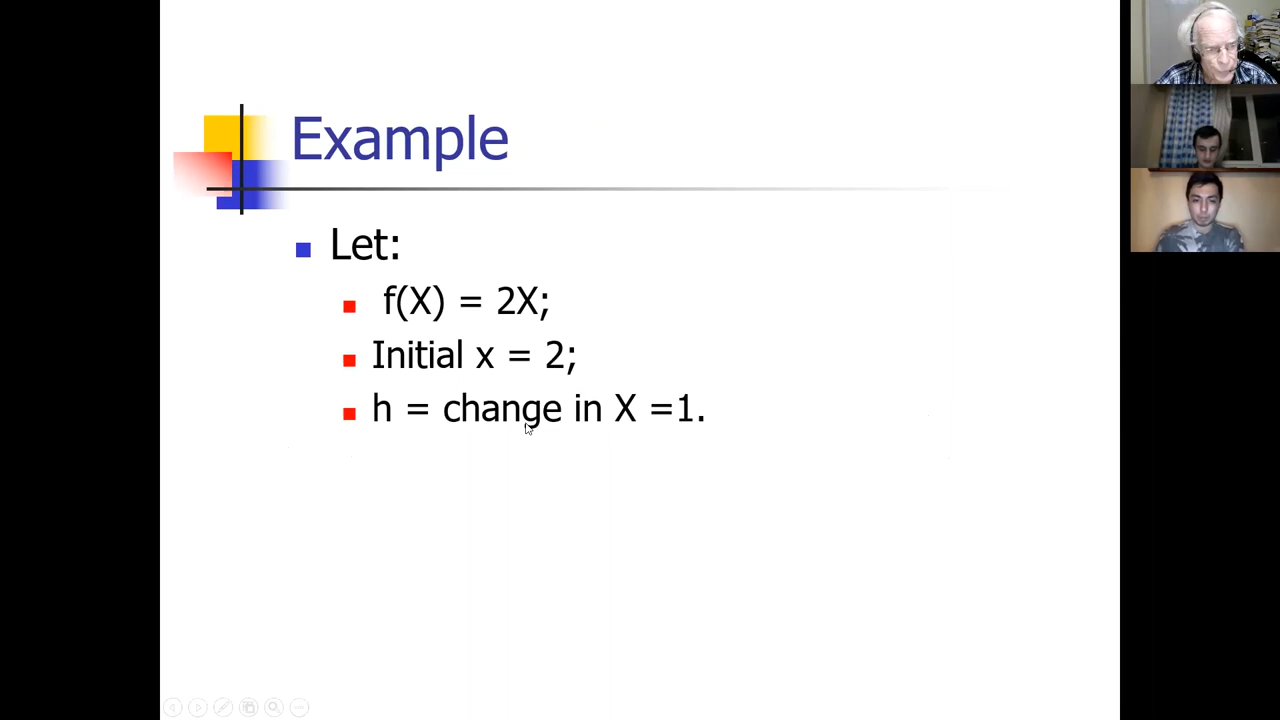 Example
Let:
f(X) = 2X;
Initial x = 2;
h = change in X =1.